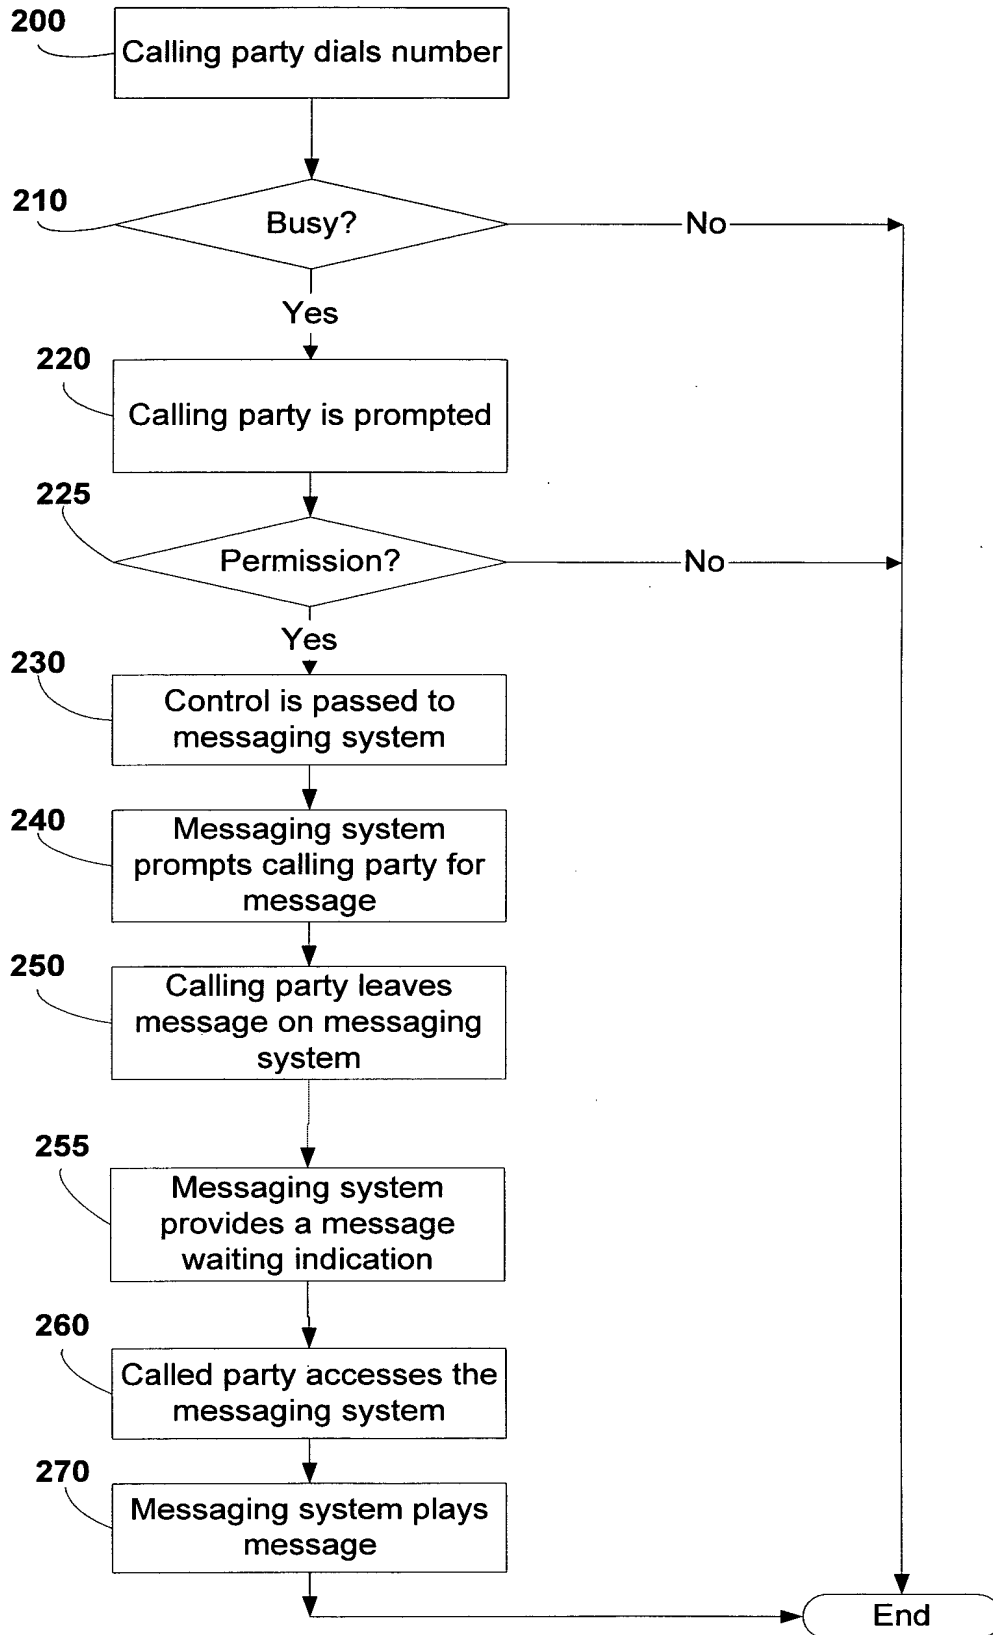 200
Calling party dials number
210
Busy?
No
Yes
220
Calling party is prompted
225
Permission?
No
Yes
230
Control is passed to
messaging system
240
Messaging system
prompts calling party for
message
250
Calling party leaves
message on messaging
system
255
Messaging system
provides a message
waiting indication
260
Called party accesses the
messaging system
270
Messaging system plays
message
End